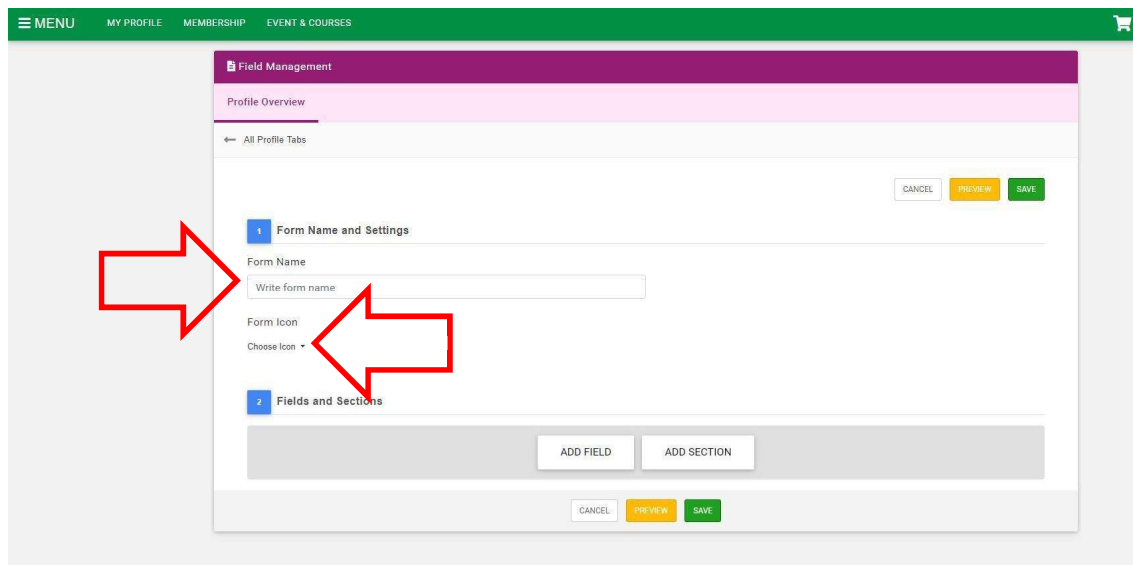 MENU MY PROFILE MEMBERSHIP EVENT & COURSES
Field Management
Profile Overview
← All Profile Tabs
CANCEL PREVIEW SAVE
1 Form Name and Settings
Form Name
Write form name
Form Icon
Choose Icon
2 Fields and Sections
ADD FIELD ADD SECTION
CANCEL PREVIEW SAVE